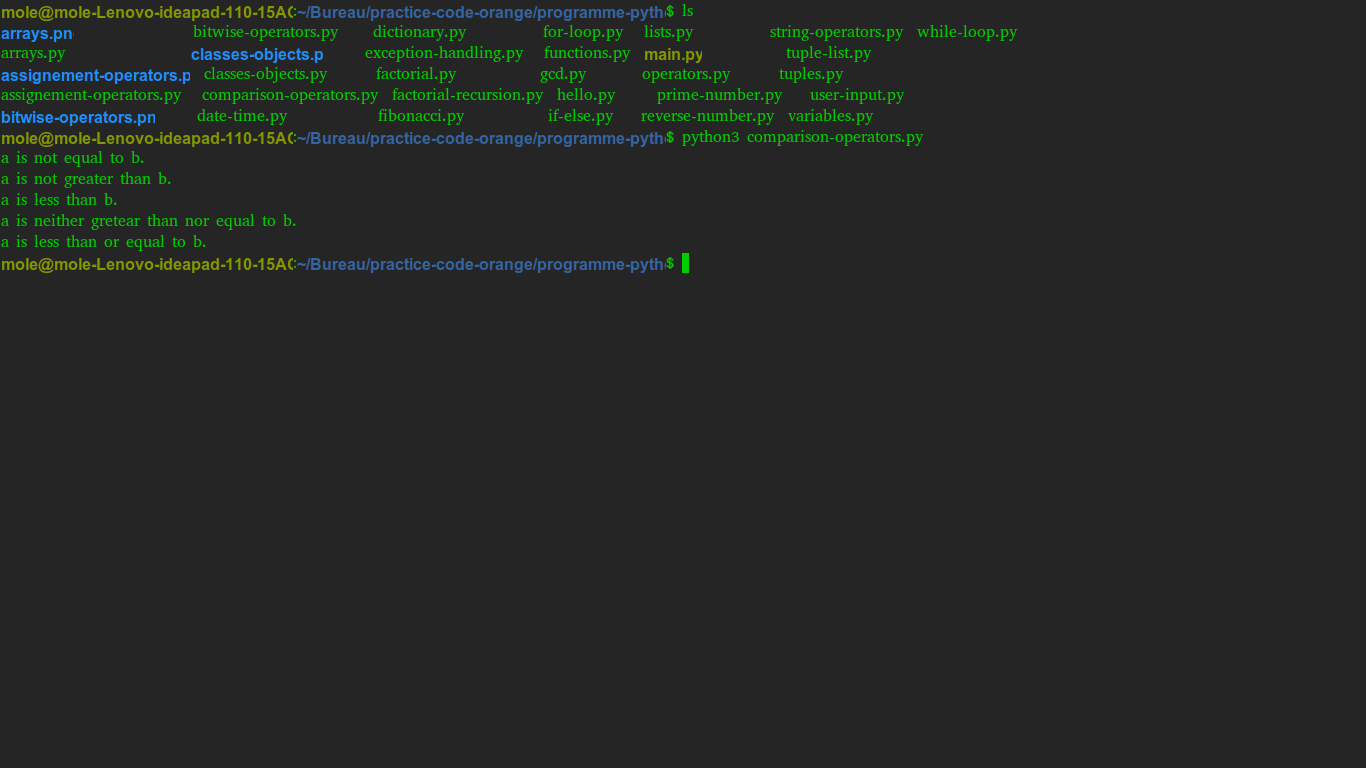 mole@mole-Lenovo-ideapad-110-15AC:~/Bureau/practice-code-orange/programme-pyth$ ls
arrays.pn bitwise-operators.py dictionary.py for-loop.py lists.py string-operators.py while-loop.py
arrays.py classes-objects.p exception-handling.py functions.py main.py tuple-list.py
assignement-operators.p classes-objects.py factorial.py gcd.py operators.py tuples.py
assignement-operators.py comparison-operators.py factorial-recursion.py hello.py prime-number.py user-input.py
bitwise-operators.pn date-time.py fibonacci.py if-else.py reverse-number.py variables.py
mole@mole-Lenovo-ideapad-110-15AC:~/Bureau/practice-code-orange/programme-pyth$ python3 comparison-operators.py
a is not equal to b.
a is not greater than b.
a is less than b.
a is neither gretear than nor equal to b.
a is less than or equal to b.
mole@mole-Lenovo-ideapad-110-15AC:~/Bureau/practice-code-orange/programme-pyth$